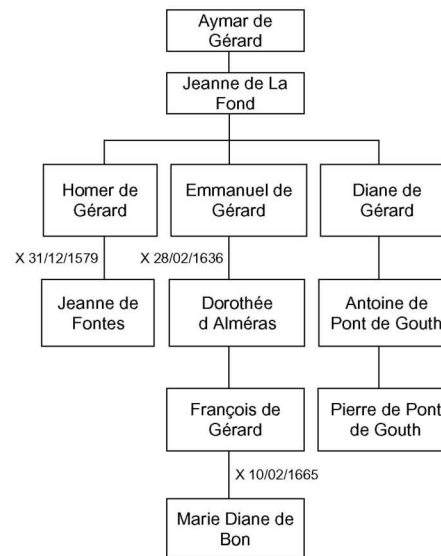 Aymar de
Gérard
Jeanne de La
Fond
Homer de
Gérard
Emmanuel de
Gérard
Diane de
Gérard
X 31/12/1579
X 28/02/1636
Jeanne de
Fontes
Dorothée
d Alméras
Antoine de
Pont de Gouth
François de
Gérard
Pierre de Pont
de Gouth
X 10/02/1665
Marie Diane de
Bon